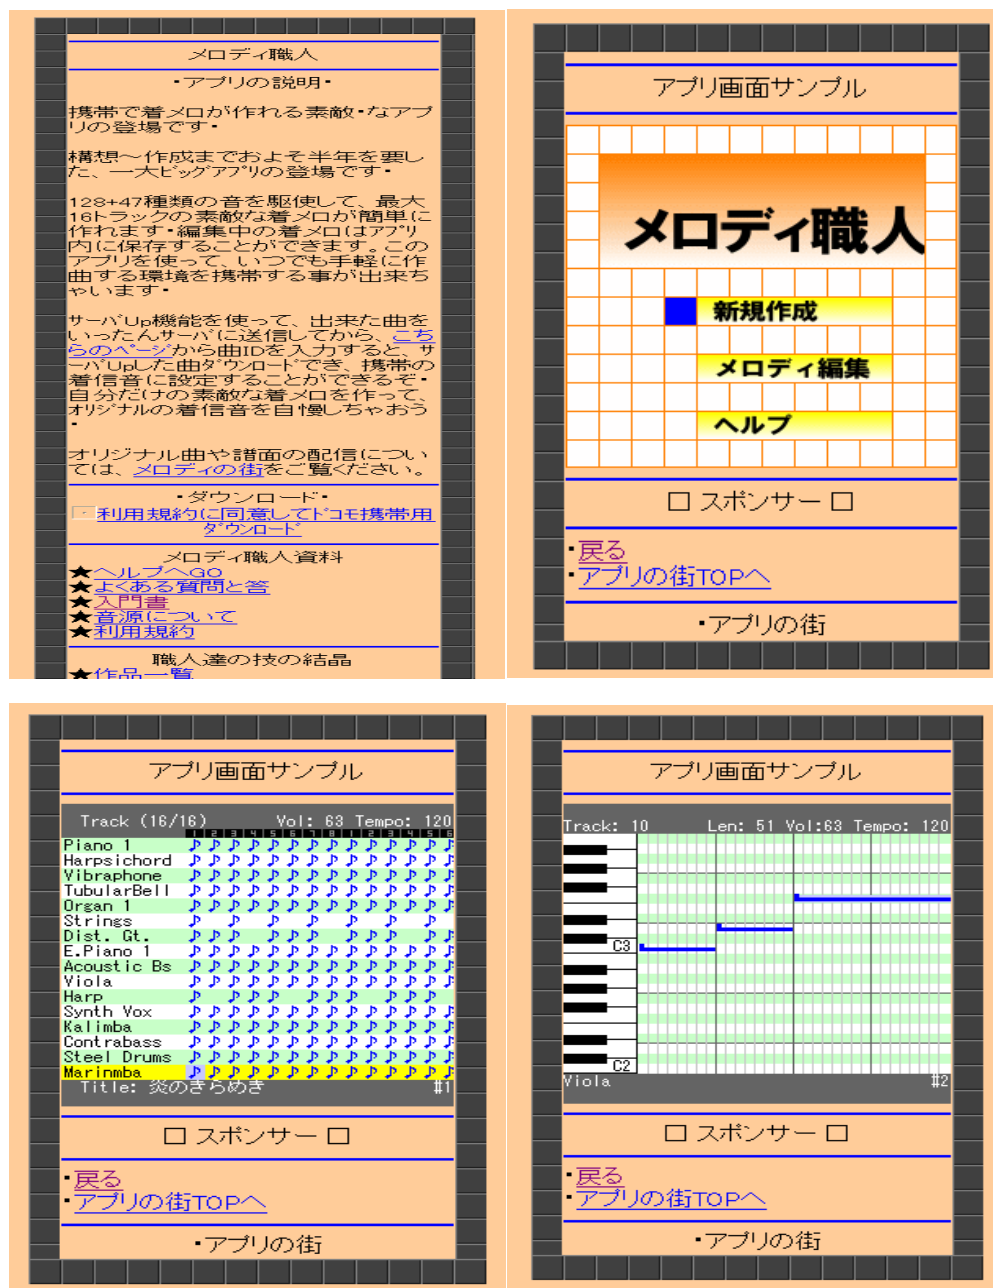 メロディ職人
・アプリの説明・
携帯で着メロが作れる素敵・なアプ
リの登場です・
構想～作成までおよそ半年を要し
た、一大ビッグアプリの登場です・
128+47種類の音を駆使して、最大
16トラックの素敵な着メロが簡単に
作れます・編集中の着メロはアプリ
内に保存することができます。この
アプリを使って、いつでも手軽に作
曲する環境を携帯する事が出来ち
ゃいます・
サーバUp機能を使って、出来た曲を
いったんサーバに送信してから、こち
らのページから曲IDを入力すると、サ
ーバUpした曲ダウンロードでき、携帯の
着信音に設定することができるぞ・
自分だけの素敵な着メロを作って、
オリジナルの着信音を自慢しちゃおう
・
オリジナル曲や譜面の配信につい
ては、メロディの街をご覧ください。
・ダウンロード・
利用規約に同意してドコモ携帯用
ダウンロード
メロディ職人資料
★ヘルプへGO
★よくある質問と答
★入門書
★音源について
★利用規約
職人達の技の結晶
★作品一覧
アプリ画面サンプル
メロディ職人
新規作成
メロディ編集
ヘルプ
□ スポンサー □
・戻る
・アプリの街TOPへ
・アプリの街
アプリ画面サンプル
Track (16/16) Vol: 63 Tempo: 120
1 2 3 4 5 6 7 8 1 2 3 4 5 6
Piano 1
Harpsichord
Vibraphone
TubularBell
Organ 1
Strings
Dist. Gt.
E.Piano 1
Acoustic Bs
Viola
Harp
Synth Vox
Kalimba
Contrabass
Steel Drums
Marinmba
Title: 炎のきらめき #1
□ スポンサー □
・戻る
・アプリの街TOPへ
・アプリの街
アプリ画面サンプル
Track: 10 Len: 51 Vol:63 Tempo: 120
C3
C2
Viola #2
□ スポンサー □
・戻る
・アプリの街TOPへ
・アプリの街